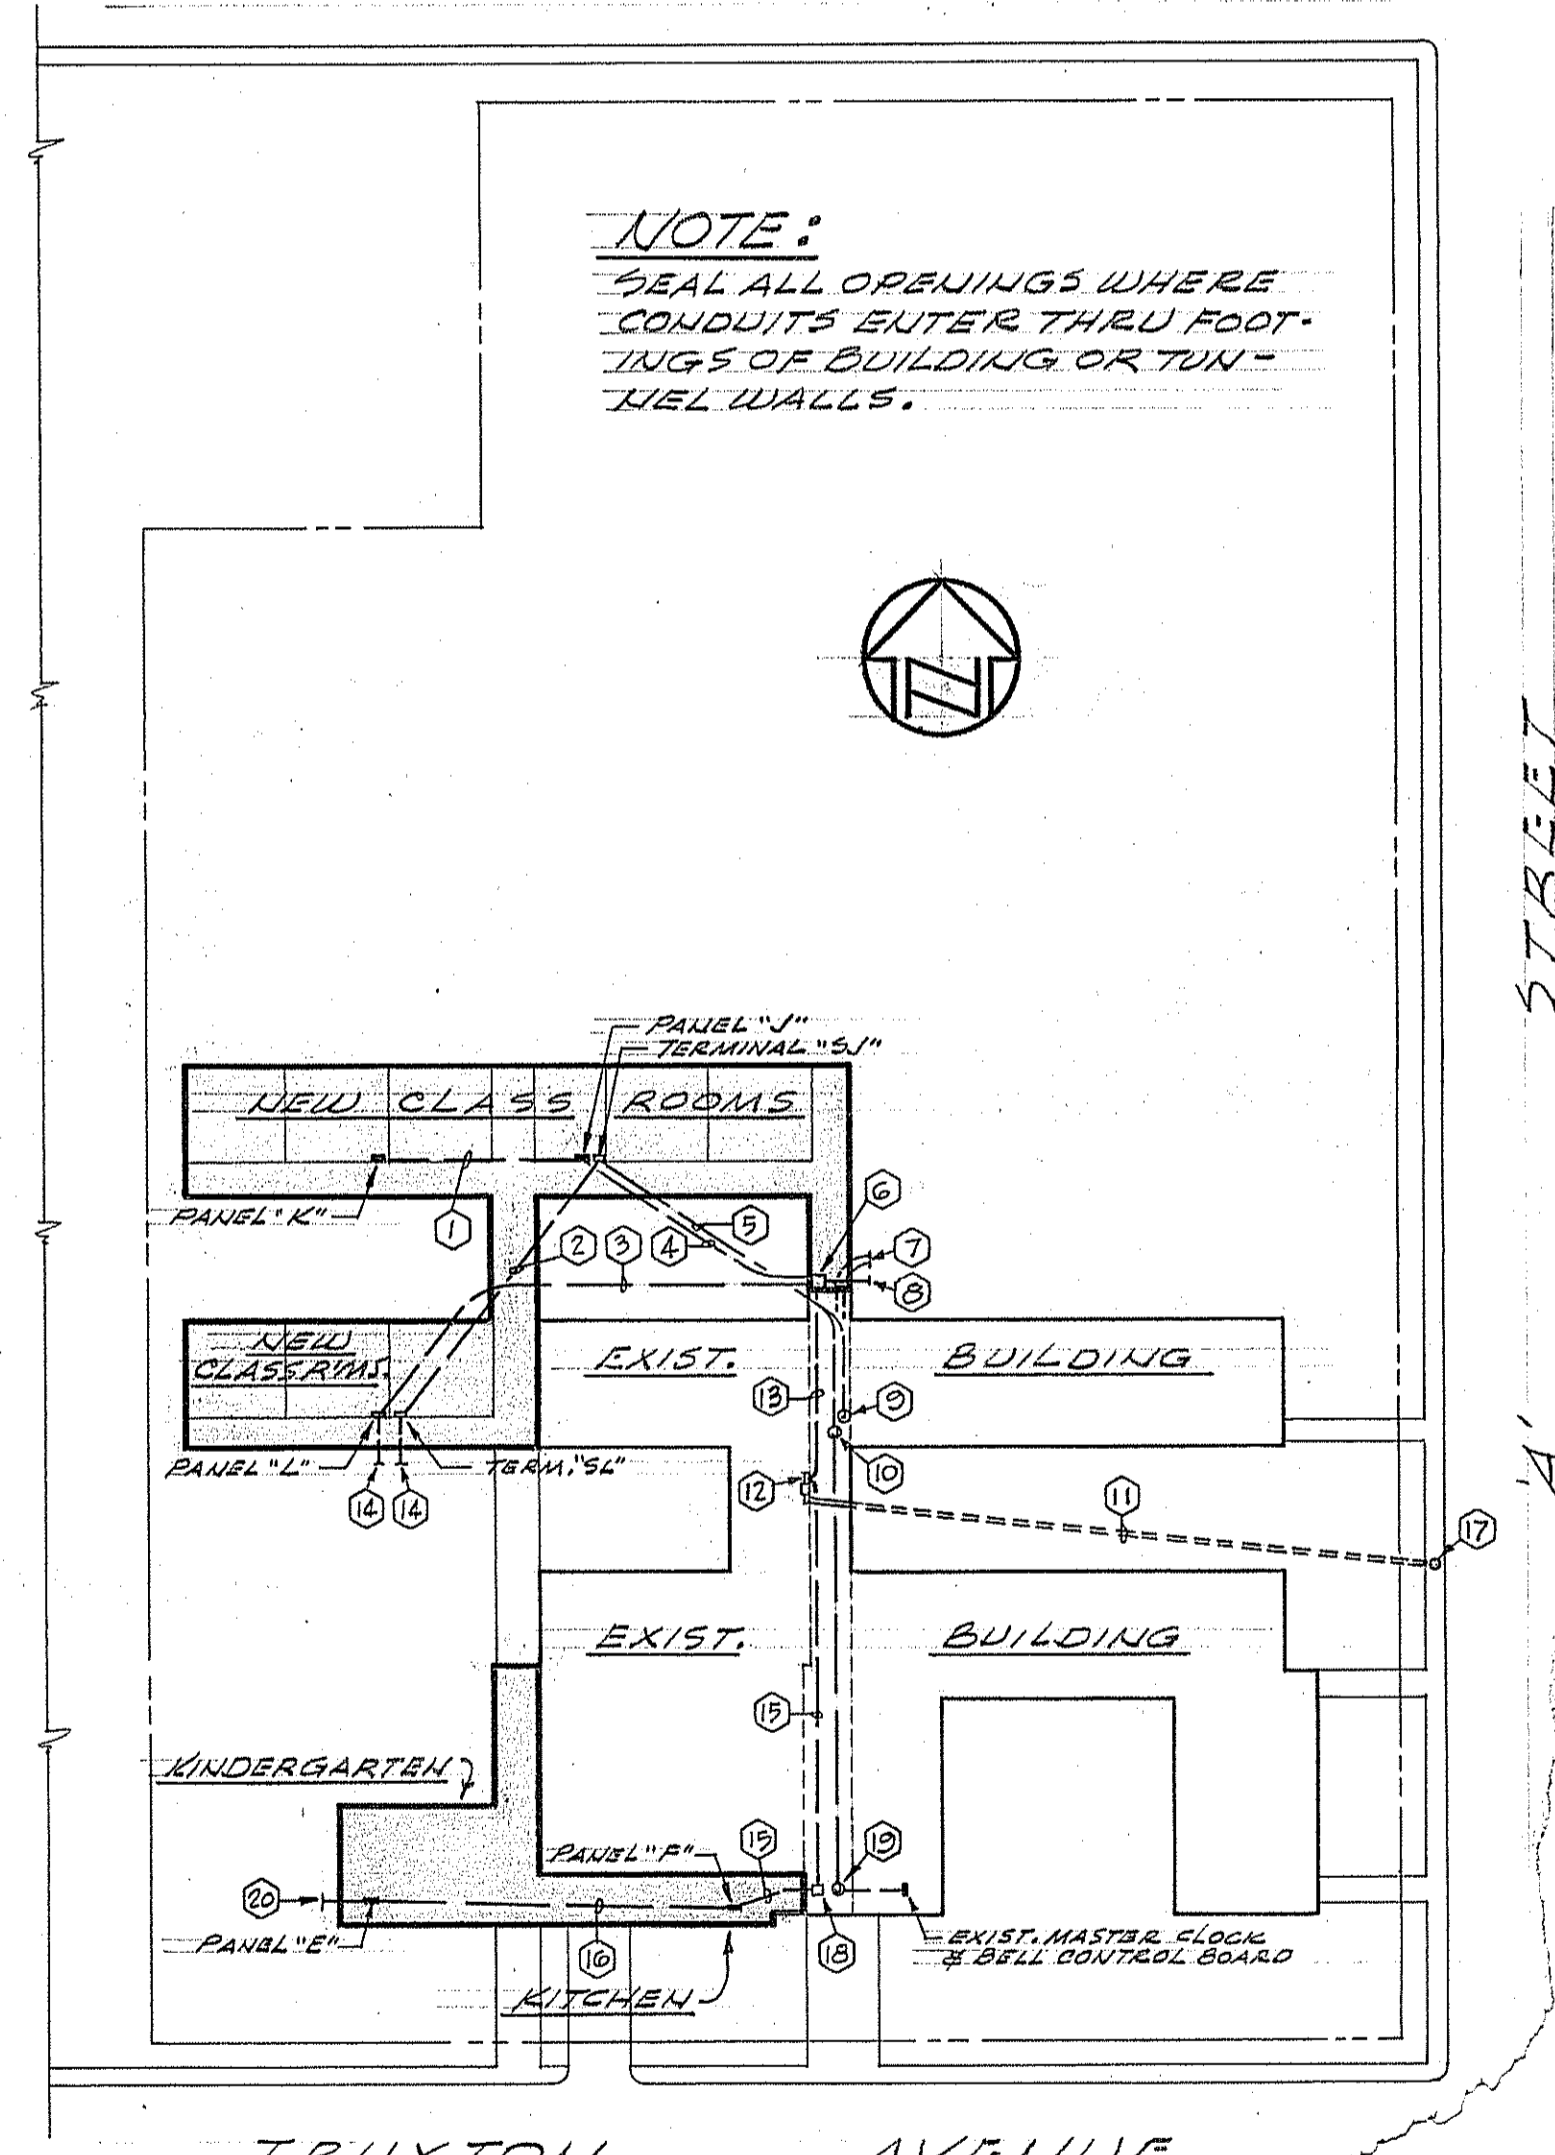 NOTE:
SEAL ALL OPENINGS WHERE
CONDUITS ENTER THRU FOOT-
INGS OF BUILDING OR TUN-
NEL WALLS.
N
STREET
'A'
PANEL "J"
TERMINAL "SJ"
NEW CLASS ROOMS
PANEL "K"
1
2
3
4
5
6
7
8
NEW
CLASSR'MS.
EXIST. BUILDING
13
9
10
PANEL "L"
TERM. "SL"
14
14
12
11
17
EXIST. BUILDING
15
KINDERGARTEN
PANEL "F"
15
19
20
PANEL "E"
16
18
EXIST. MASTER CLOCK
& BELL CONTROL BOARD
KITCHEN
TRUXTON AVENUE